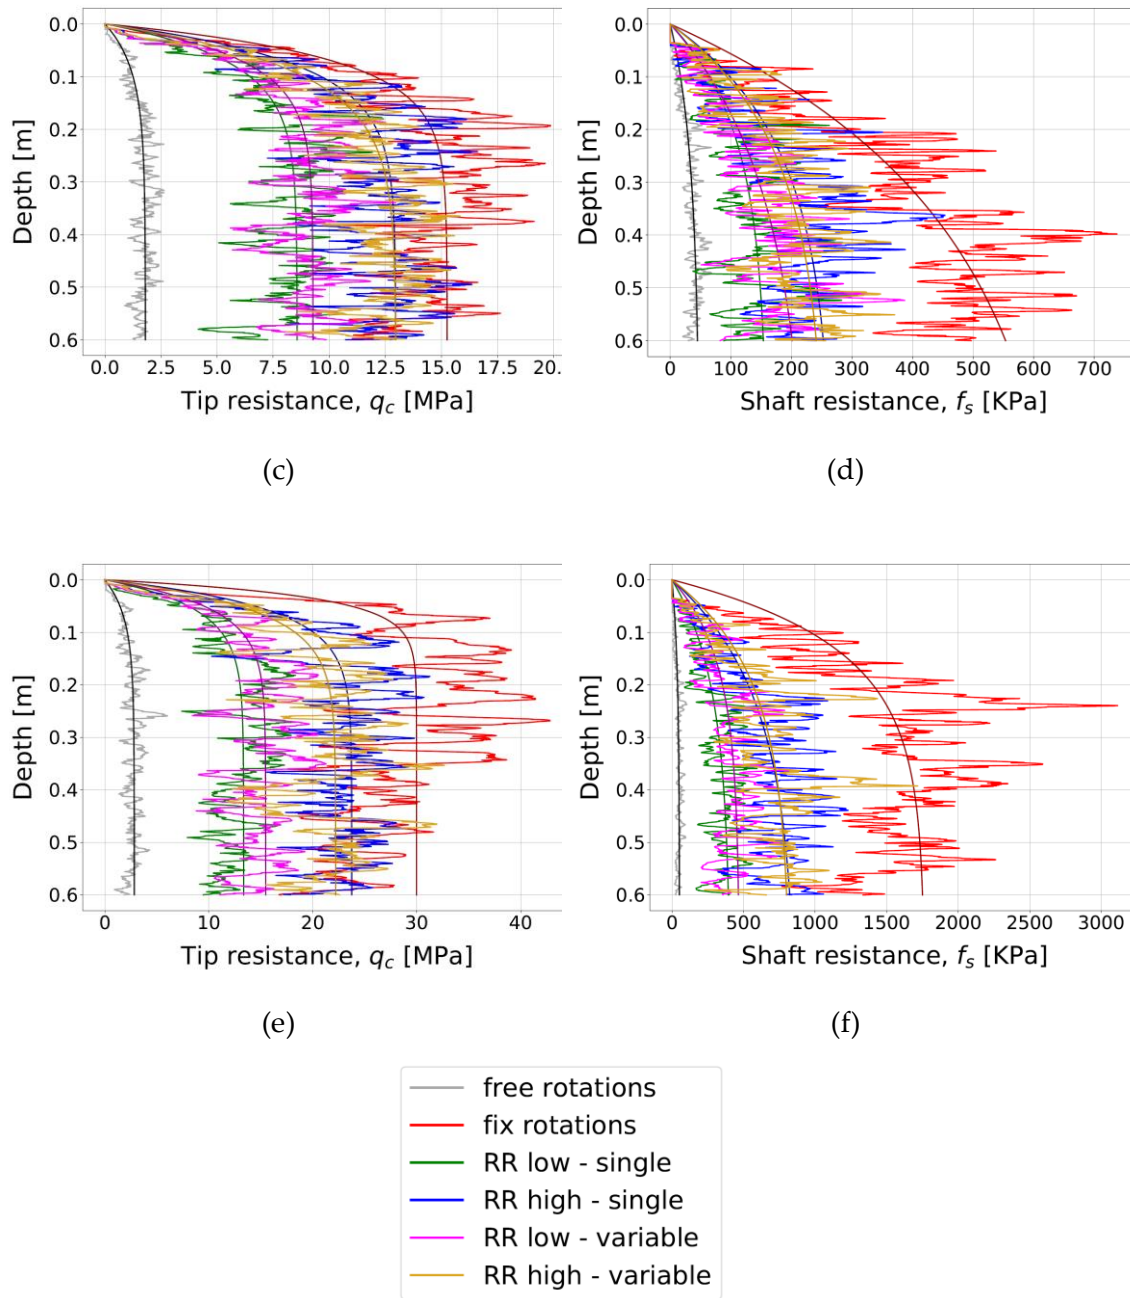 0.0
0.1
0.2
0.3
0.4
0.5
0.6
Depth [m]
0.0 2.5 5.0 7.5 10.0 12.5 15.0 17.5 20.
Tip resistance, q_c [MPa]
(c)
0.0
0.1
0.2
0.3
0.4
0.5
0.6
Depth [m]
0 100 200 300 400 500 600 700
Shaft resistance, f_s [KPa]
(d)
0.0
0.1
0.2
0.3
0.4
0.5
0.6
Depth [m]
0 10 20 30 40
Tip resistance, q_c [MPa]
(e)
0.0
0.1
0.2
0.3
0.4
0.5
0.6
Depth [m]
0 500 1000 1500 2000 2500 3000
Shaft resistance, f_s [KPa]
(f)
free rotations
fix rotations
RR low - single
RR high - single
RR low - variable
RR high - variable